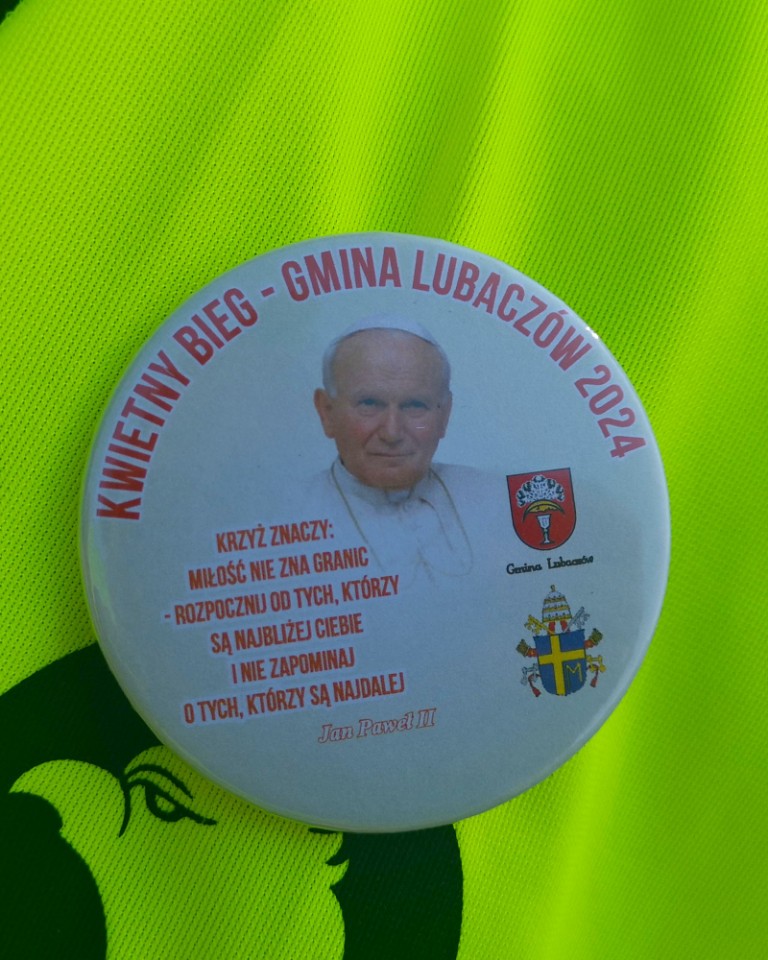 KWIETNY BIEG - GMINA LUBACZÓW 2024
KRZYŻ ZNACZY:
MIŁOŚĆ NIE ZNA GRANIC
- ROZPOCZNIJ OD TYCH, KTÓRZY
SĄ NAJBLIŻEJ CIEBIE
I NIE ZAPOMINAJ
O TYCH, KTÓRZY SĄ NAJDALEJ
Jan Paweł II
Gmina Lubaczów
M